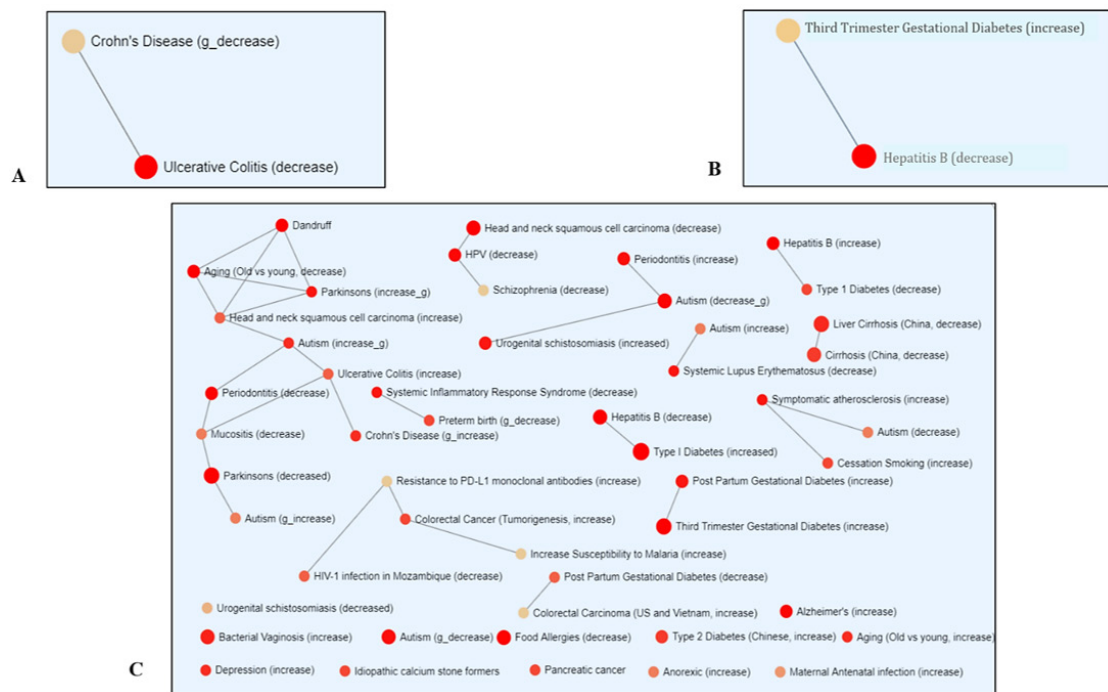 Crohn's Disease (g_decrease)
Ulcerative Colitis (decrease)
A
Third Trimester Gestational Diabetes (increase)
Hepatitis B (decrease)
B
Dandruff
Aging (Old vs young, decrease)
Parkinsons (increase_g)
Head and neck squamous cell carcinoma (increase)
Autism (increase_g)
Ulcerative Colitis (increase)
Periodontitis (decrease)
Mucositis (decrease)
Crohn's Disease (g_increase)
Parkinsons (decreased)
Autism (g_increase)
Head and neck squamous cell carcinoma (decrease)
HPV (decrease)
Schizophrenia (decrease)
Periodontitis (increase)
Autism (decrease_g)
Urogenital schistosomiasis (increased)
Hepatitis B (increase)
Type 1 Diabetes (decrease)
Autism (increase)
Systemic Lupus Erythematosus (decrease)
Liver Cirrhosis (China, decrease)
Cirrhosis (China, decrease)
Systemic Inflammatory Response Syndrome (decrease)
Preterm birth (g_decrease)
Hepatitis B (decrease)
Type I Diabetes (increased)
Symptomatic atherosclerosis (increase)
Autism (decrease)
Cessation Smoking (increase)
Resistance to PD-L1 monoclonal antibodies (increase)
Colorectal Cancer (Tumorigenesis, increase)
Increase Susceptibility to Malaria (increase)
HIV-1 infection in Mozambique (decrease)
Post Partum Gestational Diabetes (increase)
Third Trimester Gestational Diabetes (increase)
Post Partum Gestational Diabetes (decrease)
Colorectal Carcinoma (US and Vietnam, increase)
Urogenital schistosomiasis (decreased)
Alzheimer's (increase)
Bacterial Vaginosis (increase)
Autism (g_decrease)
Food Allergies (decrease)
Type 2 Diabetes (Chinese, increase)
Aging (Old vs young, increase)
Depression (increase)
Idiopathic calcium stone formers
Pancreatic cancer
Anorexic (increase)
Maternal Antenatal infection (increase)
C